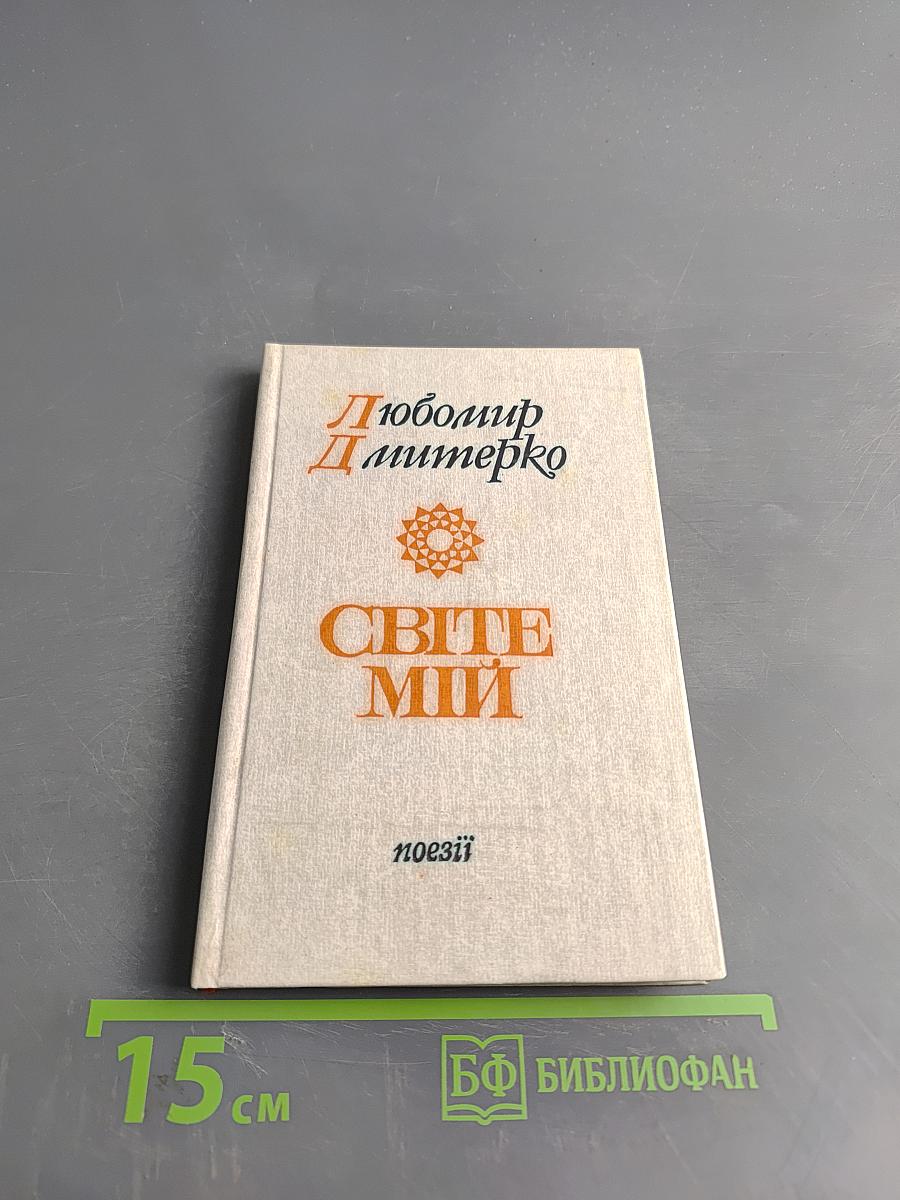 Любомир
Дмитерко
СВІТЕ
МІЙ
поезії
15 см
БФ БИБЛИОФАН